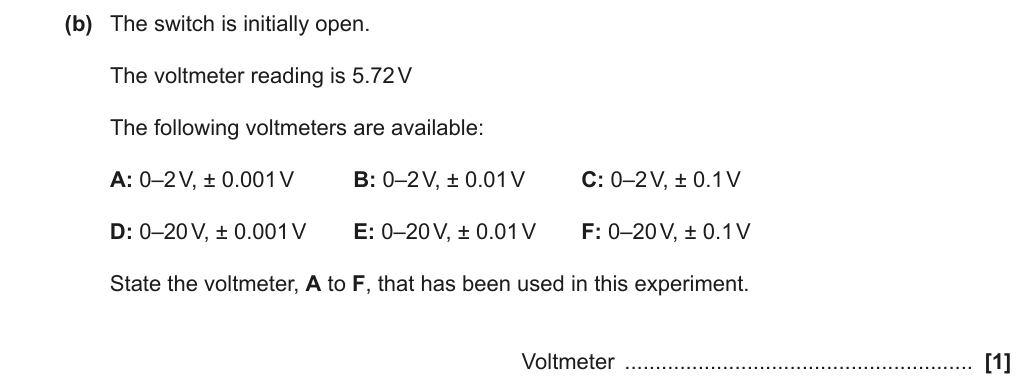 (b) The switch is initially open.
The voltmeter reading is 5.72 V
The following voltmeters are available:
A: 0–2 V, ± 0.001 V B: 0–2 V, ± 0.01 V C: 0–2 V, ± 0.1 V
D: 0–20 V, ± 0.001 V E: 0–20 V, ± 0.01 V F: 0–20 V, ± 0.1 V
State the voltmeter, A to F, that has been used in this experiment.
Voltmeter ........................................................ [1]